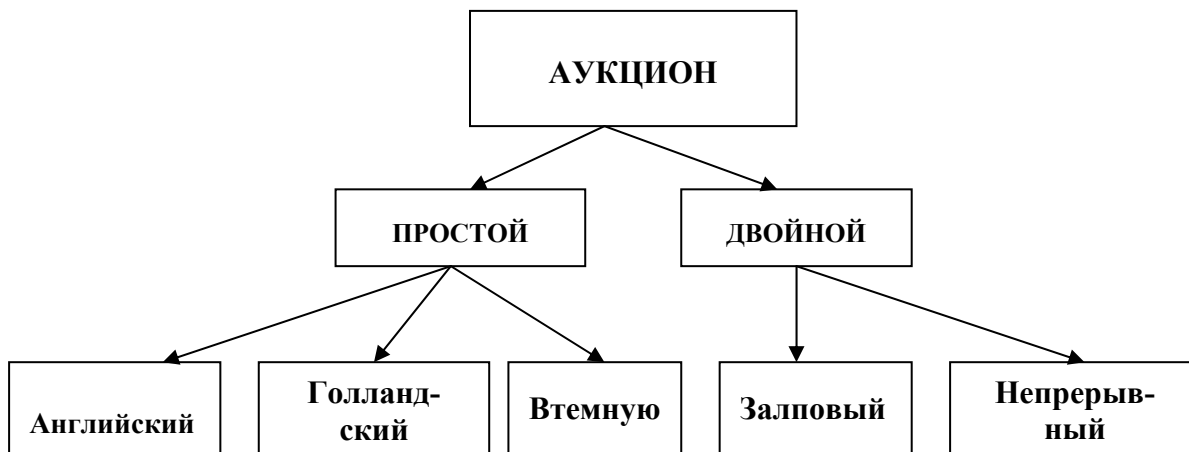 АУКЦИОН
ПРОСТОЙ
ДВОЙНОЙ
Английский
Голланд-
ский
Втемную
Залповый
Непрерыв-
ный